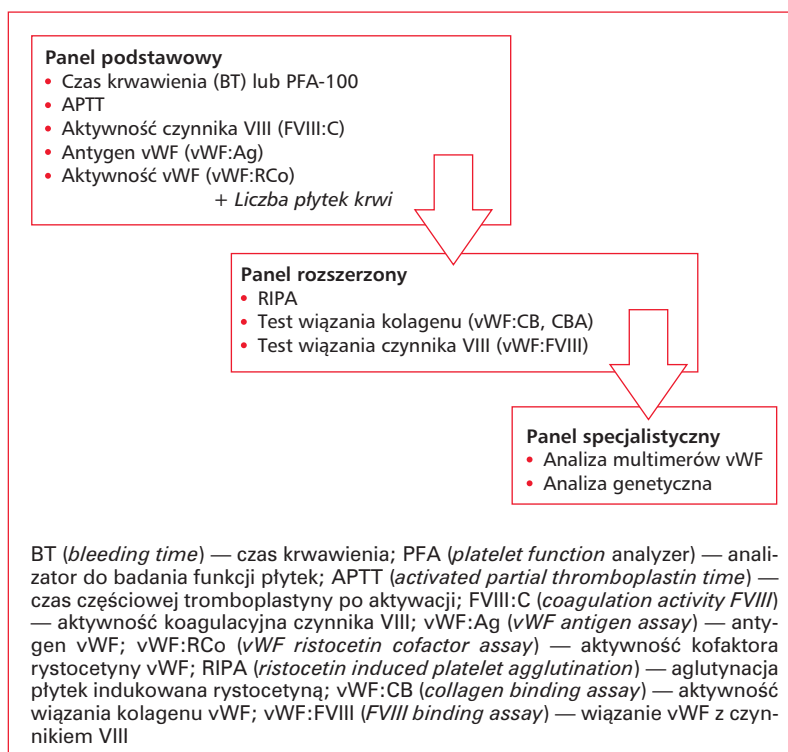 Panel podstawowy
• Czas krwawienia (BT) lub PFA-100
• APTT
• Aktywność czynnika VIII (FVIII:C)
• Antygen vWF (vWF:Ag)
• Aktywność vWF (vWF:RCo)
+ Liczba płytek krwi
Panel rozszerzony
• RIPA
• Test wiązania kolagenu (vWF:CB, CBA)
• Test wiązania czynnika VIII (vWF:FVIII)
Panel specjalistyczny
• Analiza multimerów vWF
• Analiza genetyczna
BT (bleeding time) — czas krwawienia; PFA (platelet function analyzer) — anali-
zator do badania funkcji płytek; APTT (activated partial thromboplastin time) —
czas częściowej tromboplastyny po aktywacji; FVIII:C (coagulation activity FVIII)
— aktywność koagulacyjna czynnika VIII; vWF:Ag (vWF antigen assay) — anty-
gen vWF; vWF:RCo (vWF ristocetin cofactor assay) — aktywność kofaktora
rystocetyny vWF; RIPA (ristocetin induced platelet agglutination) — aglutynacja
płytek indukowana rystocetyną; vWF:CB (collagen binding assay) — aktywność
wiązania kolagenu vWF; vWF:FVIII (FVIII binding assay) — wiązanie vWF z czyn-
nikiem VIII